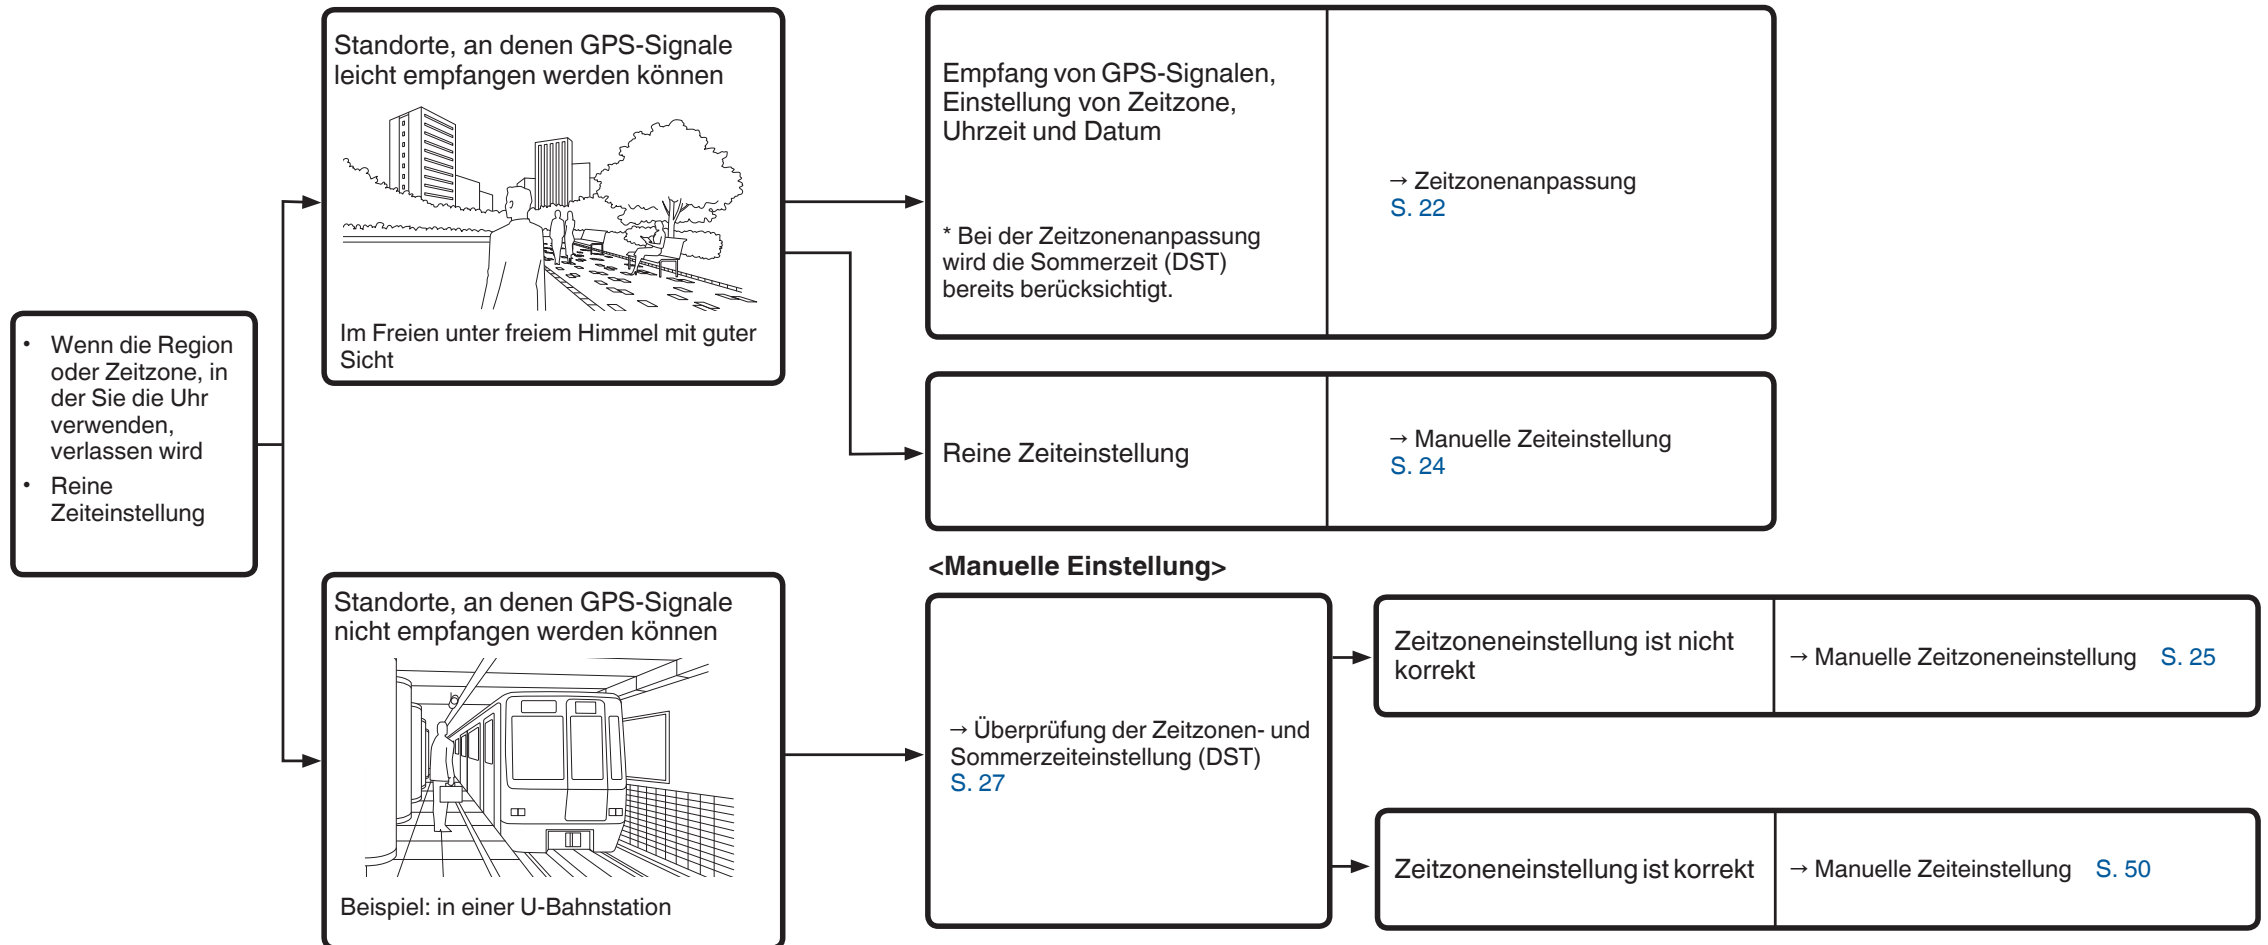 • Wenn die Region
oder Zeitzone, in
der Sie die Uhr
verwenden,
verlassen wird
• Reine
Zeiteinstellung
Standorte, an denen GPS-Signale
leicht empfangen werden können
Im Freien unter freiem Himmel mit guter
Sicht
Empfang von GPS-Signalen,
Einstellung von Zeitzone,
Uhrzeit und Datum
* Bei der Zeitzonenanpassung
wird die Sommerzeit (DST)
bereits berücksichtigt.
→ Zeitzonenanpassung
S. 22
Reine Zeiteinstellung
→ Manuelle Zeiteinstellung
S. 24
Standorte, an denen GPS-Signale
nicht empfangen werden können
Beispiel: in einer U-Bahnstation
<Manuelle Einstellung>
→ Überprüfung der Zeitzonen- und
Sommerzeiteinstellung (DST)
S. 27
Zeitzoneneinstellung ist nicht
korrekt
→ Manuelle Zeitzoneneinstellung S. 25
Zeitzoneneinstellung ist korrekt
→ Manuelle Zeiteinstellung S. 50